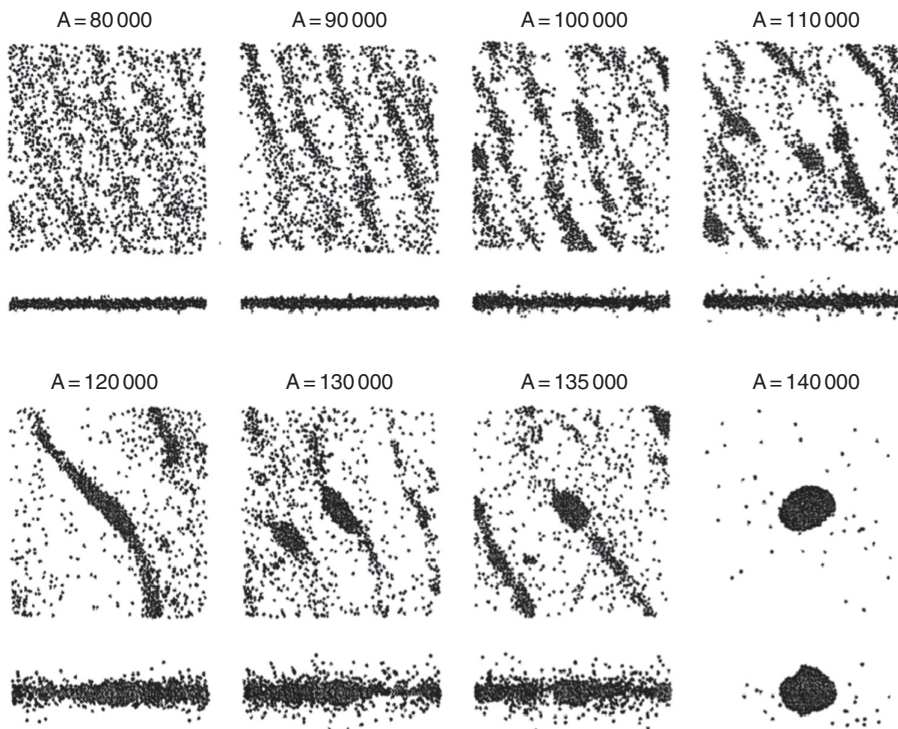 A = 80 000
A = 90 000
A = 100 000
A = 110 000
A = 120 000
A = 130 000
A = 135 000
A = 140 000